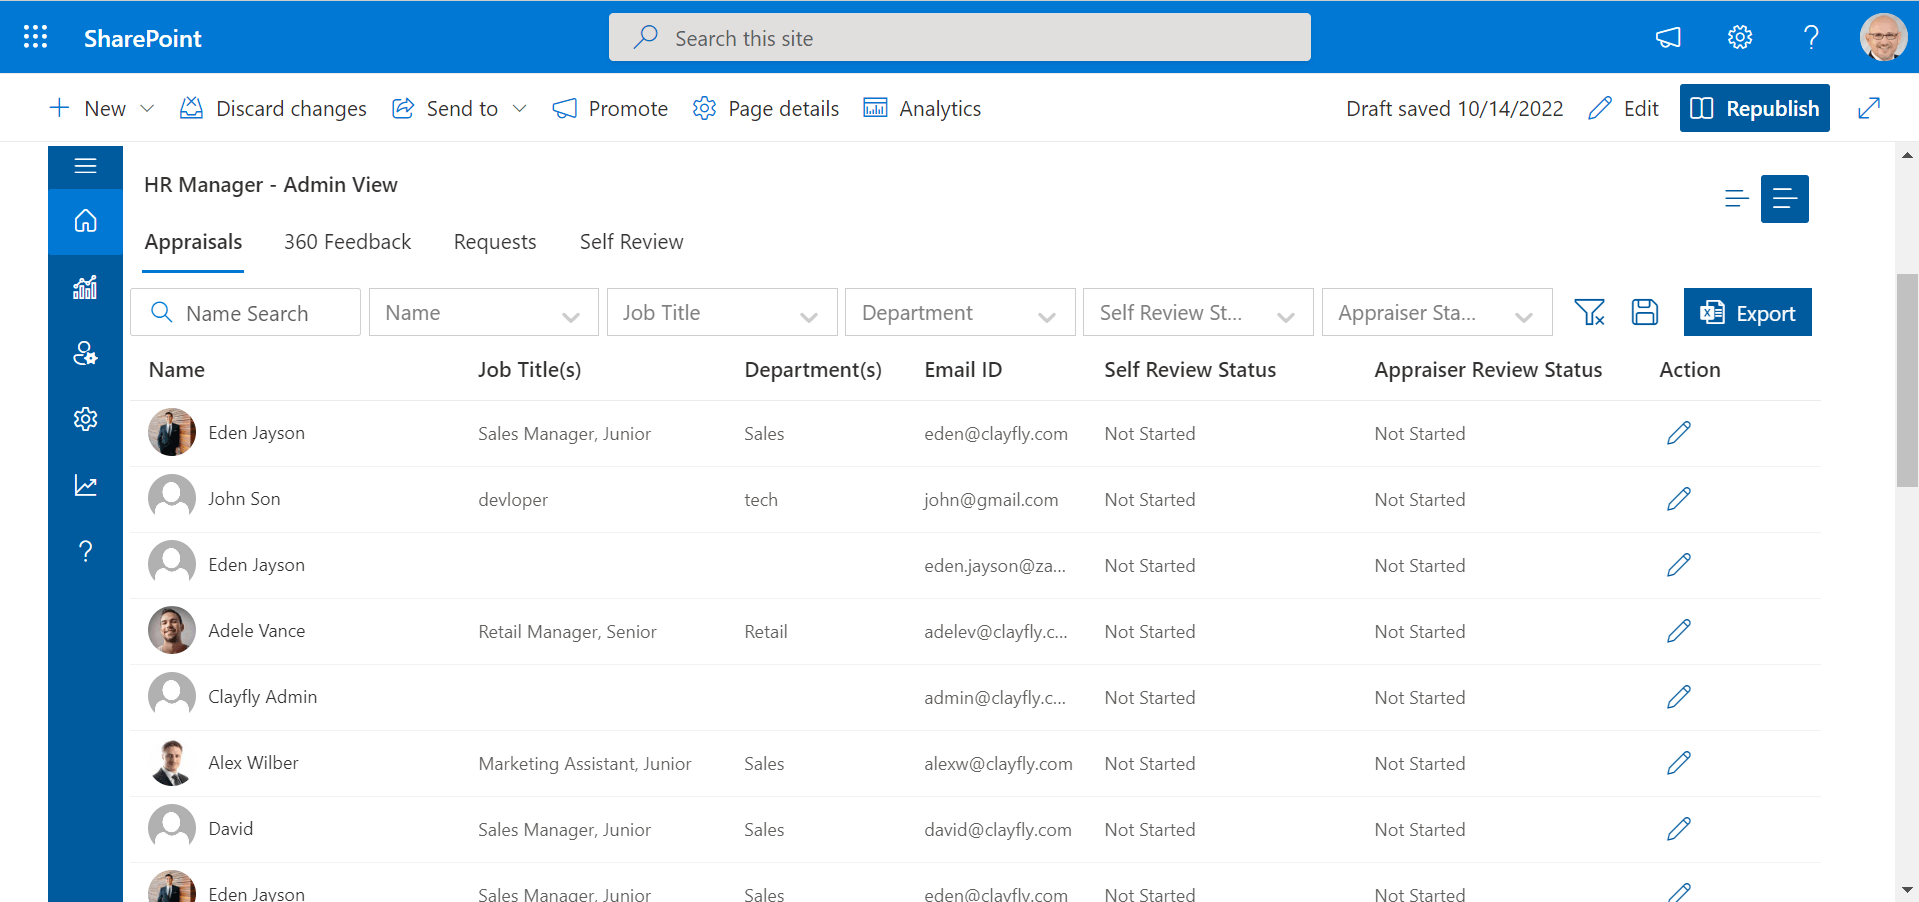 SharePoint
Search this site
New
Discard changes
Send to
Promote
Page details
Analytics
Draft saved 10/14/2022
Edit
Republish
HR Manager - Admin View
Appraisals
360 Feedback
Requests
Self Review
Name Search
Name
Job Title
Department
Self Review St...
Appraiser Sta...
Export
Name Job Title(s) Department(s) Email ID Self Review Status Appraiser Review Status Action
Eden Jayson Sales Manager, Junior Sales eden@clayfly.com Not Started Not Started
John Son devloper tech john@gmail.com Not Started Not Started
Eden Jayson eden.jayson@za... Not Started Not Started
Adele Vance Retail Manager, Senior Retail adelev@clayfly.c... Not Started Not Started
Clayfly Admin admin@clayfly.c... Not Started Not Started
Alex Wilber Marketing Assistant, Junior Sales alexw@clayfly.com Not Started Not Started
David Sales Manager, Junior Sales david@clayfly.com Not Started Not Started
Eden Jayson Sales Manager, Junior Sales eden@clayfly.com Not Started Not Started